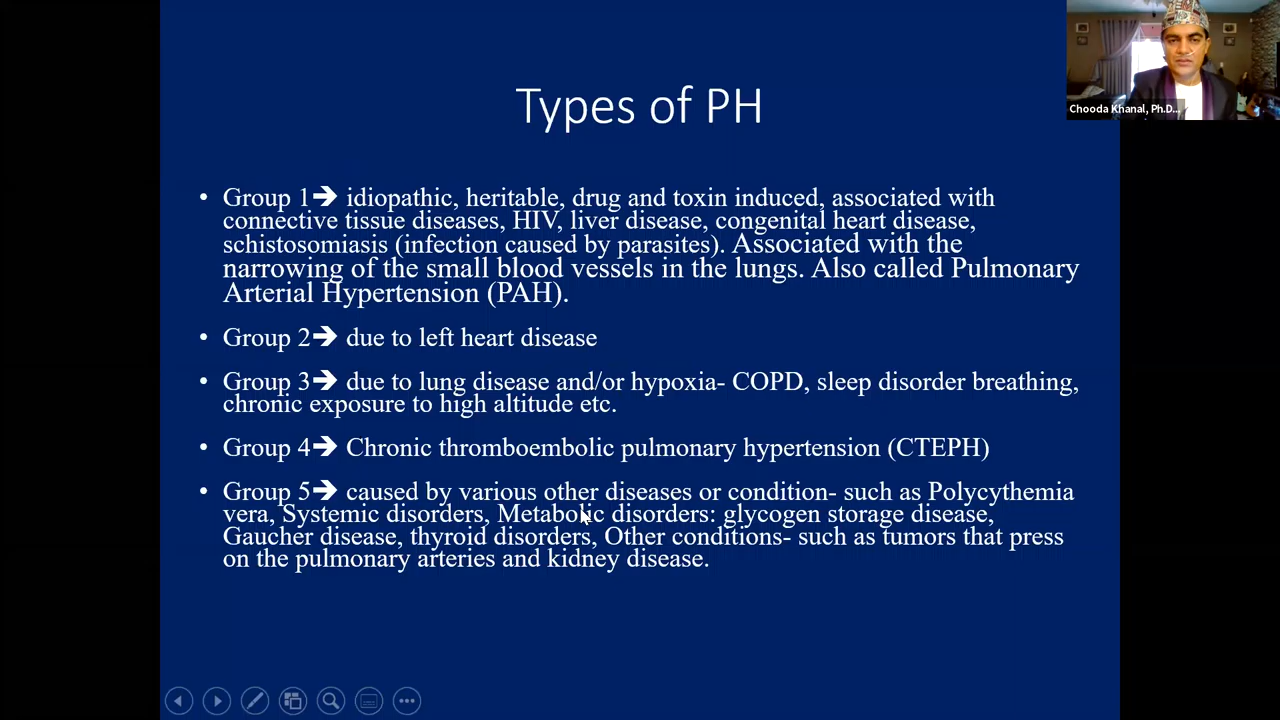 Types of PH
Chooda Khanal, Ph.D...
• Group 1➔ idiopathic, heritable, drug and toxin induced, associated with
connective tissue diseases, HIV, liver disease, congenital heart disease,
schistosomiasis (infection caused by parasites). Associated with the
narrowing of the small blood vessels in the lungs. Also called Pulmonary
Arterial Hypertension (PAH).
• Group 2➔ due to left heart disease
• Group 3➔ due to lung disease and/or hypoxia- COPD, sleep disorder breathing,
chronic exposure to high altitude etc.
• Group 4➔ Chronic thromboembolic pulmonary hypertension (CTEPH)
• Group 5➔ caused by various other diseases or condition- such as Polycythemia
vera, Systemic disorders, Metabolic disorders: glycogen storage disease,
Gaucher disease, thyroid disorders, Other conditions- such as tumors that press
on the pulmonary arteries and kidney disease.